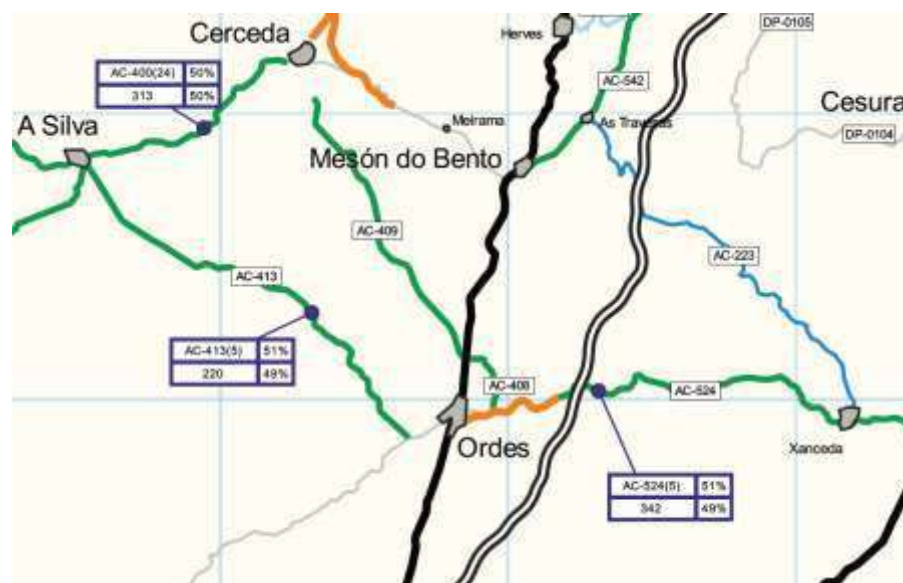 DP-0105
Herves
Cerceda
AC-400(24) 50%
313 50%
AC-542
Cesura
A Silva
Meirama
As Travesas
DP-0104
Mesón do Bento
AC-409
AC-223
AC-413
AC-413(5) 51%
220 49%
AC-408
AC-524
Ordes
Xanceda
AC-524(5) 51%
342 49%